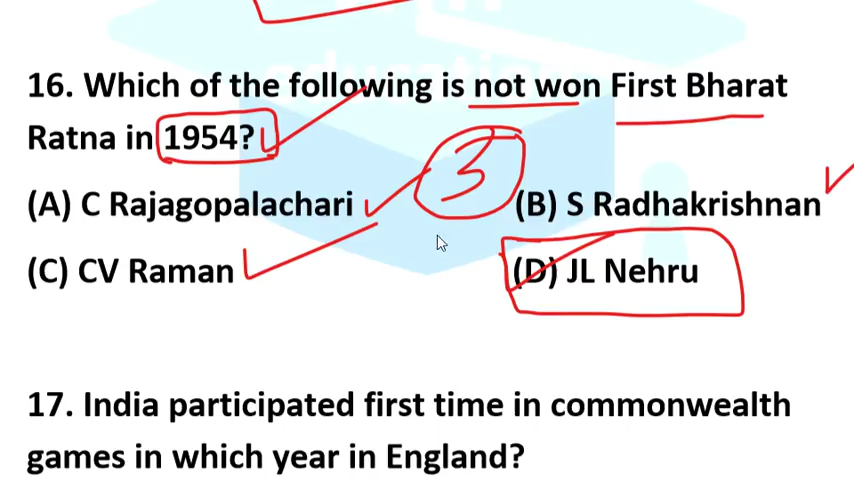 16. Which of the following is not won First Bharat
Ratna in 1954?
3
(A) C Rajagopalachari (B) S Radhakrishnan
(C) CV Raman (D) JL Nehru
17. India participated first time in commonwealth
games in which year in England?